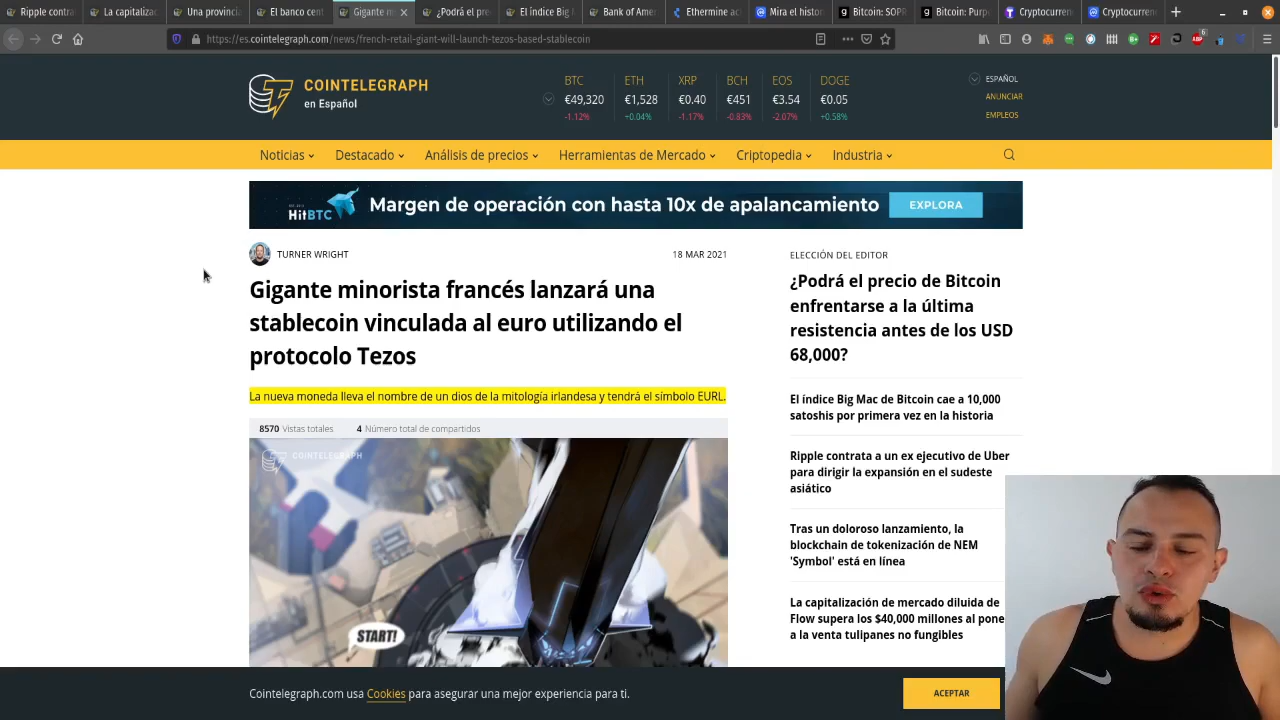 Ripple contra
La capitaliza
Una provinci
El banco cent
Gigante m
¿Podrá el pre
El índice Big
Bank of Ame
Ethermine ac
Mira el histor
Bitcoin: SOPR
Bitcoin: Purp
Cryptocurren
Cryptocurren
https://es.cointelegraph.com/news/french-retail-giant-will-launch-tezos-based-stablecoin
6
COINTELEGRAPH
en Español
BTC ETH XRP BCH EOS DOGE
€49,320 €1,528 €0.40 €451 €3.54 €0.05
-1.12% +0.04% -1.17% -0.83% -2.07% +0.58%
ESPAÑOL
ANUNCIAR
EMPLEOS
Noticias Destacado Análisis de precios Herramientas de Mercado Criptopedia Industria
HitBTC Margen de operación con hasta 10x de apalancamiento EXPLORA
TURNER WRIGHT 18 MAR 2021
Gigante minorista francés lanzará una
stablecoin vinculada al euro utilizando el
protocolo Tezos
La nueva moneda lleva el nombre de un dios de la mitología irlandesa y tendrá el símbolo EURL.
8570 Vistas totales 4 Número total de compartidos
COINTELEGRAPH
START!
ELECCIÓN DEL EDITOR
¿Podrá el precio de Bitcoin
enfrentarse a la última
resistencia antes de los USD
68,000?
El índice Big Mac de Bitcoin cae a 10,000
satoshis por primera vez en la historia
Ripple contrata a un ex ejecutivo de Uber
para dirigir la expansión en el sudeste
asiático
Tras un doloroso lanzamiento, la
blockchain de tokenización de NEM
'Symbol' está en línea
La capitalización de mercado diluida de
Flow supera los $40,000 millones al pone
a la venta tulipanes no fungibles
Cointelegraph.com usa Cookies para asegurar una mejor experiencia para ti.
ACEPTAR